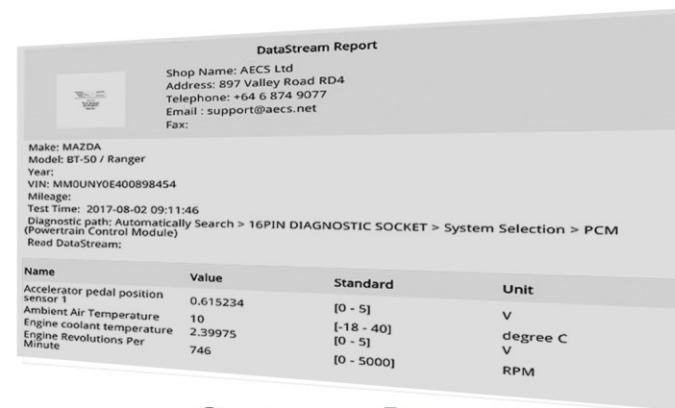 DataStream Report
Shop Name: AECS Ltd
Address: 897 Valley Road RD4
Telephone: +64 6 874 9077
Email : support@aecs.net
Fax:
Make: MAZDA
Model: BT-50 / Ranger
Year:
VIN: MM0UNY0E400898454
Mileage:
Test Time: 2017-08-02 09:11:46
Diagnostic path: Automatically Search > 16PIN DIAGNOSTIC SOCKET > System Selection > PCM
(Powertrain Control Module)
Read DataStream:
Name Value Standard Unit
Accelerator pedal position
sensor 1 0.615234 [0 - 5] V
Ambient Air Temperature 10 [-18 - 40] degree C
Engine coolant temperature 2.39975 [0 - 5] V
Engine Revolutions Per
Minute 746 [0 - 5000] RPM